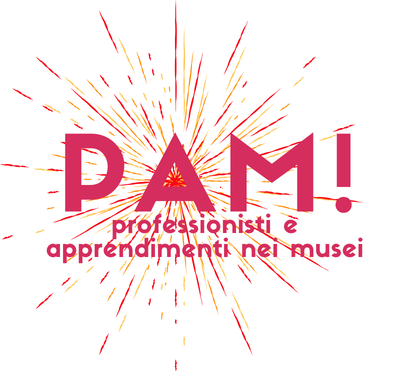 PAM!
professionisti e
apprendimenti nei musei